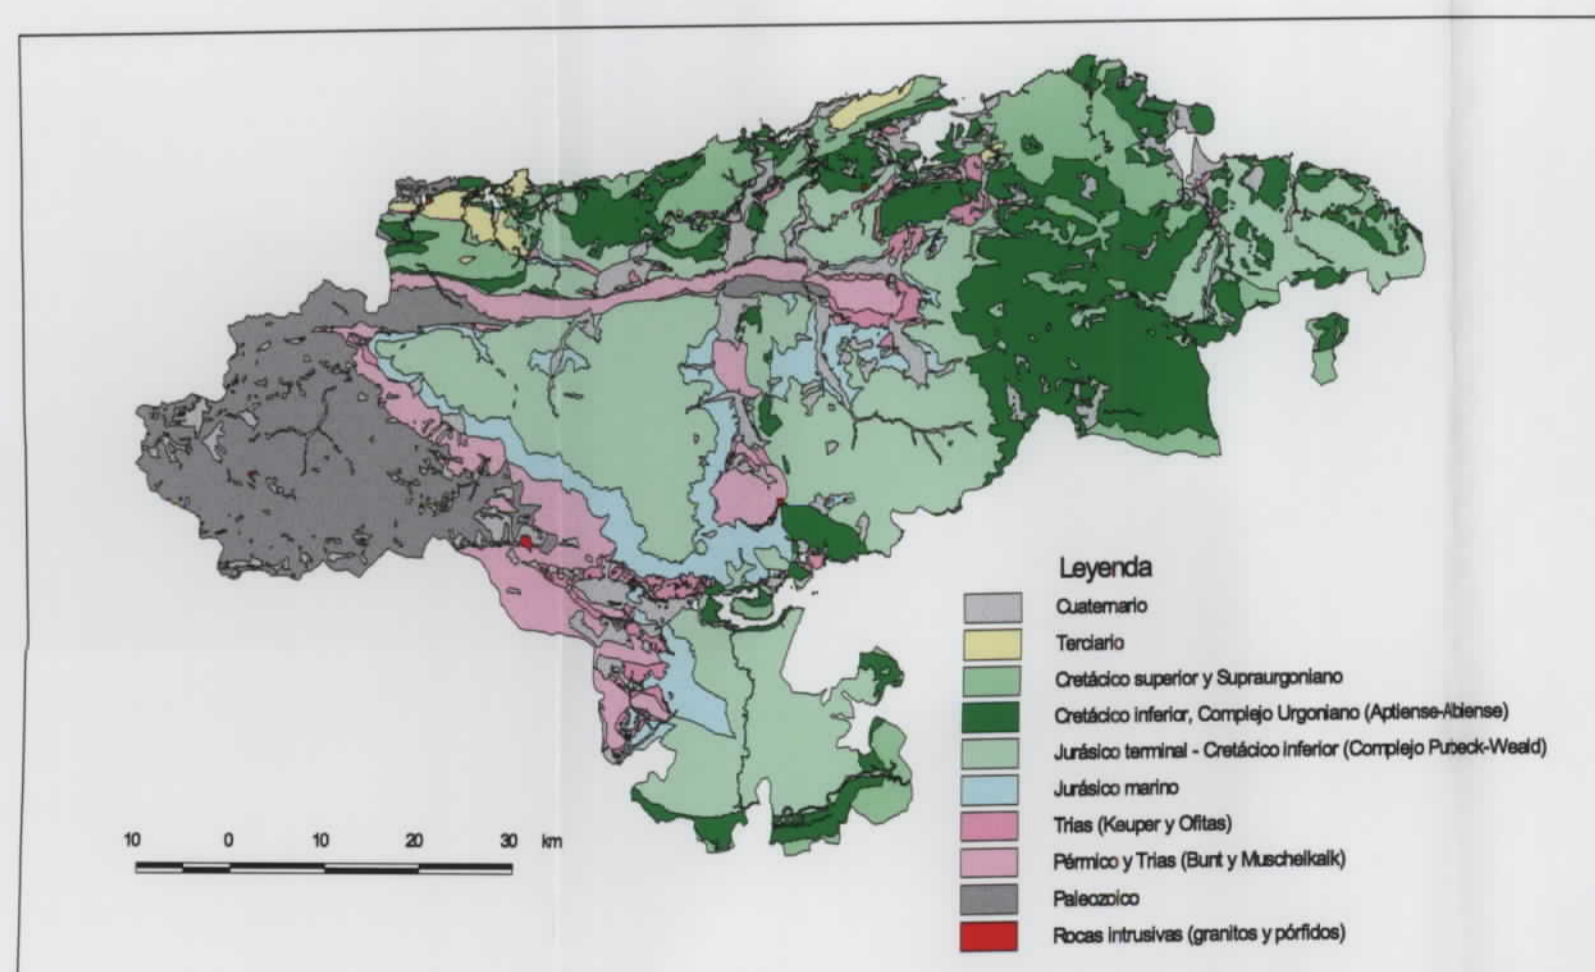 Leyenda
Cuaternario
Terciario
Cretácico superior y Supraurgoniano
Cretácico inferior, Complejo Urgoniano (Aptiense-Albiense)
Jurásico terminal - Cretácico inferior (Complejo Purbeck-Weald)
Jurásico marino
Trias (Keuper y Ofitas)
Pérmico y Trias (Bunt y Muschelkalk)
Paleozoico
Rocas intrusivas (granitos y pórfidos)
10 0 10 20 30 km